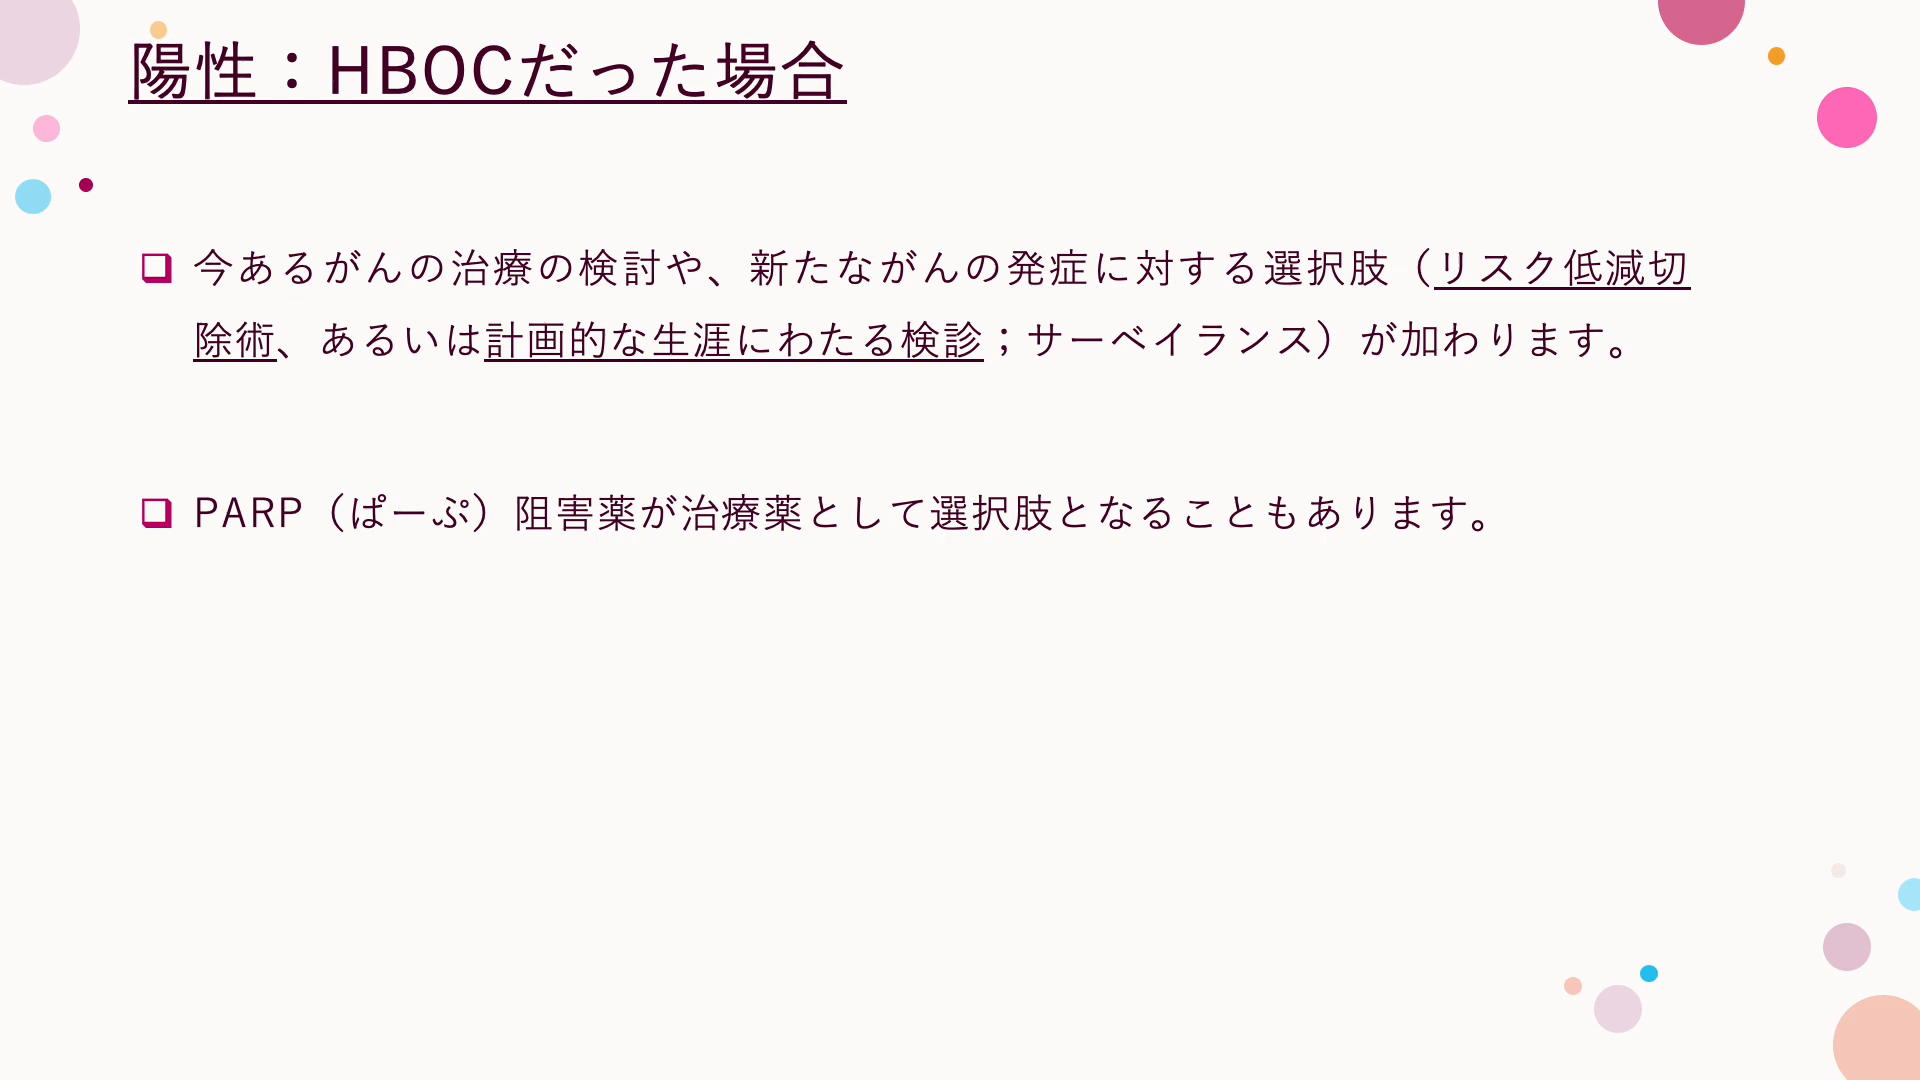 陽性：HBOCだった場合
❑ 今あるがんの治療の検討や、新たながんの発症に対する選択肢（リスク低減切
除術、あるいは計画的な生涯にわたる検診；サーベイランス）が加わります。
❑ PARP（ぱーぷ）阻害薬が治療薬として選択肢となることもあります。